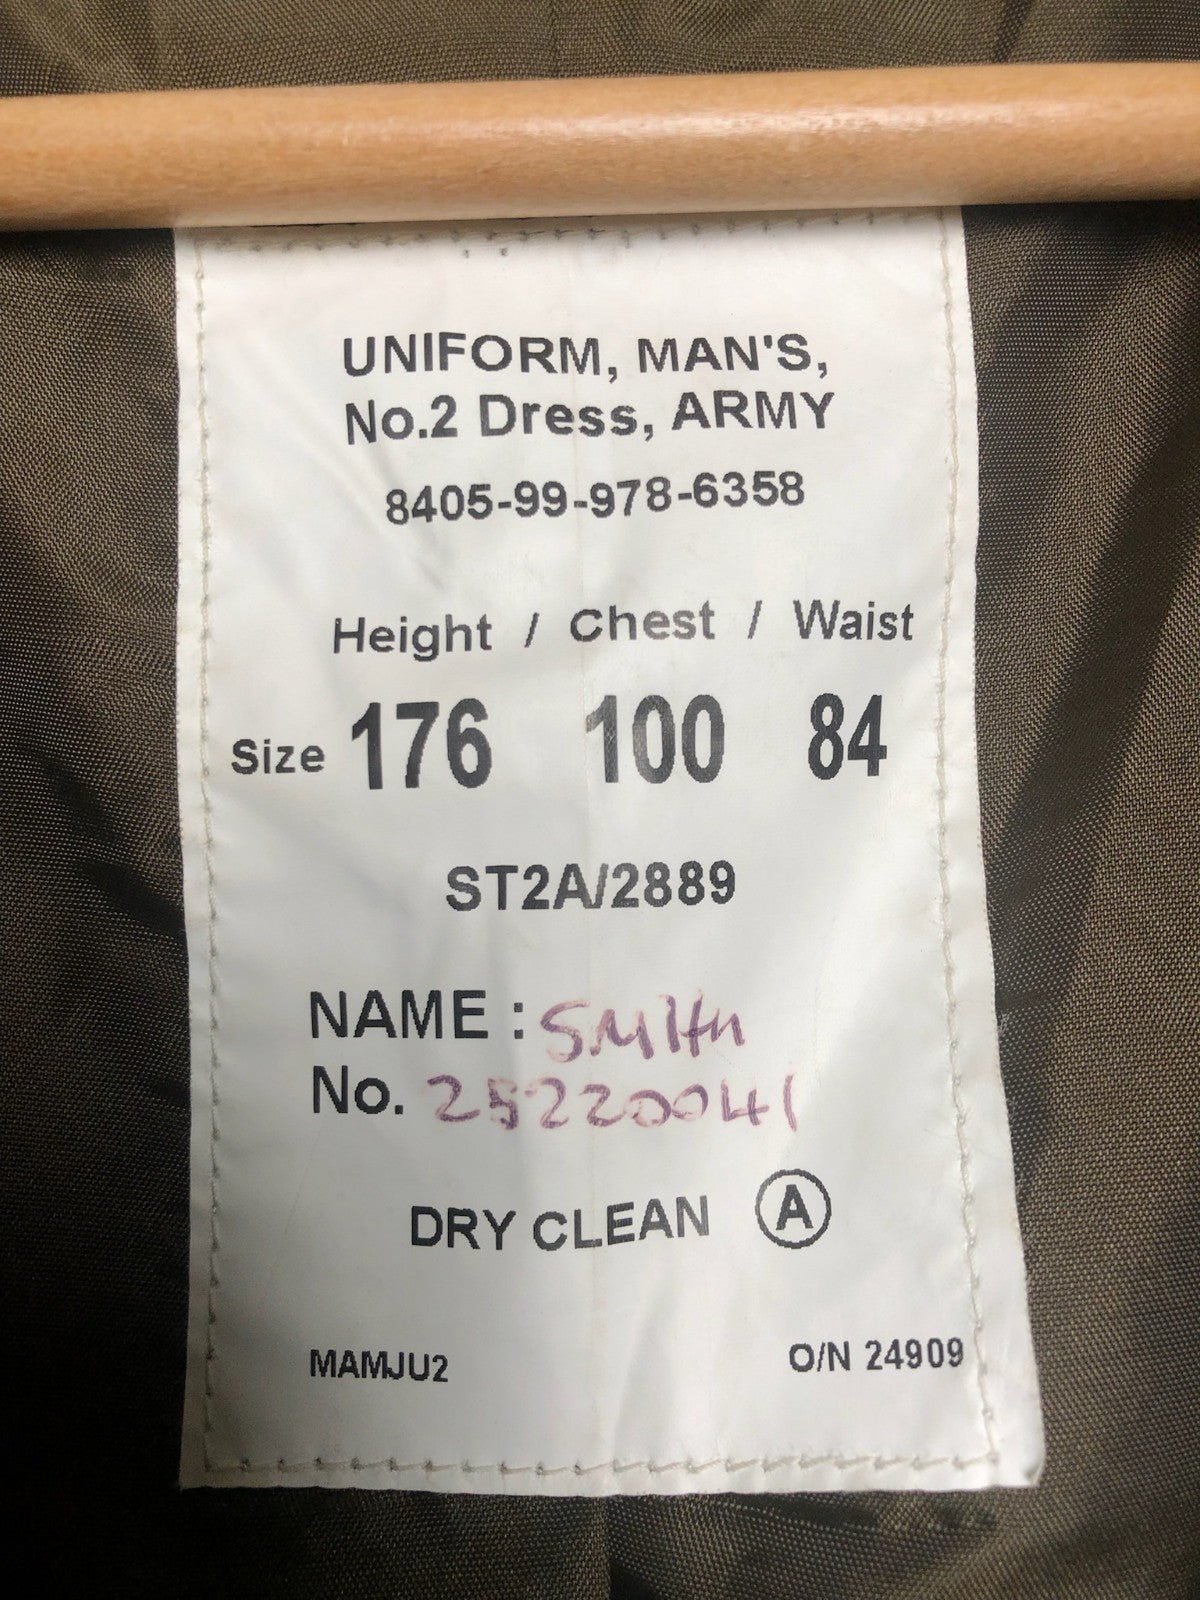 UNIFORM, MAN'S,
No.2 Dress, ARMY
8405-99-978-6358
Height / Chest / Waist
Size 176 100 84
ST2A/2889
NAME : SMITH
No. 25220041
DRY CLEAN Ⓐ
MAMJU2 O/N 24909